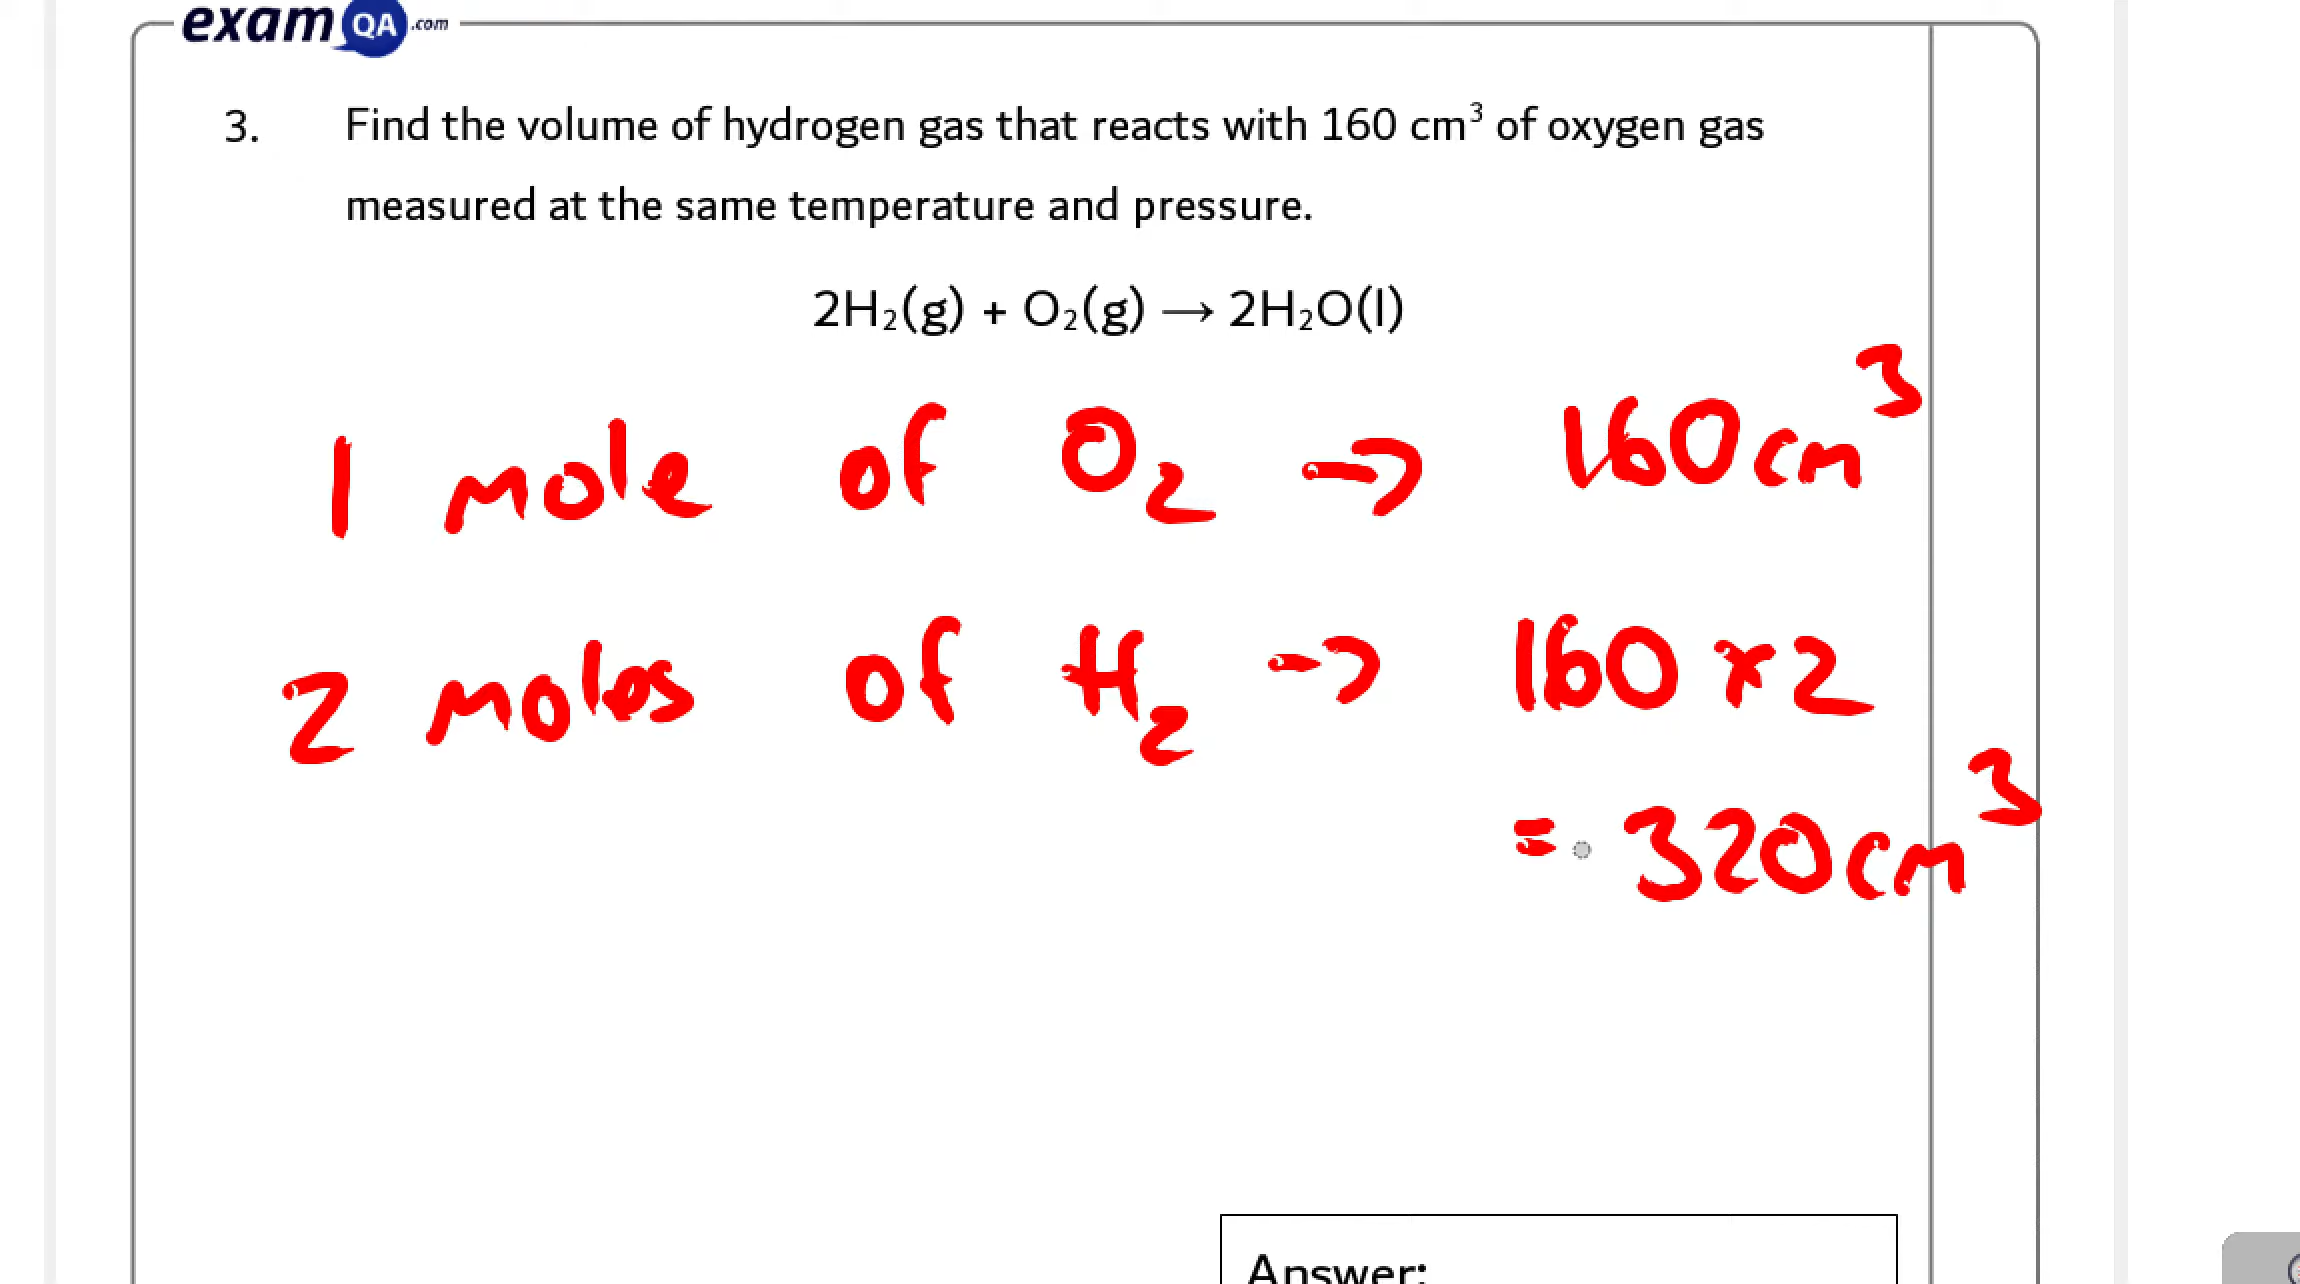 examQA.com
3. Find the volume of hydrogen gas that reacts with 160 cm³ of oxygen gas
measured at the same temperature and pressure.
2H₂(g) + O₂(g) → 2H₂O(l)
1 mole of O₂ → 160cm³
2 moles of H₂ → 160 × 2
= 320cm³
Answer: